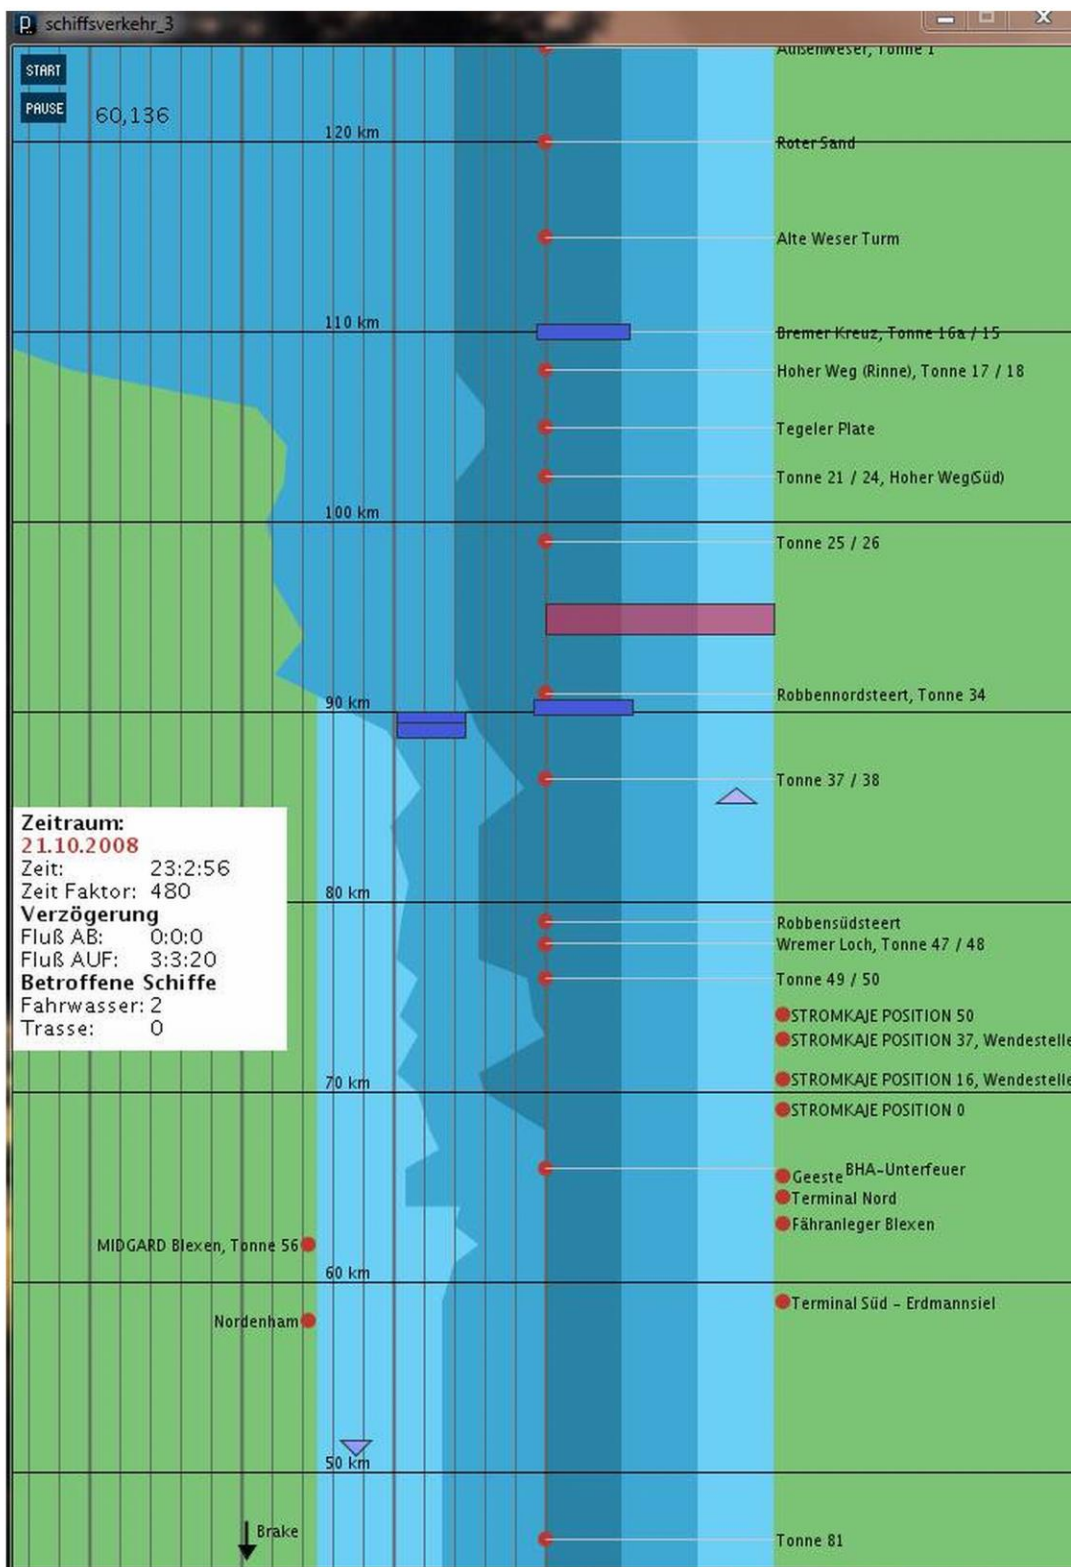 schiffsverkehr_3
Außenweser, Tonne 1
START
PAUSE
60,136
120 km
Roter Sand
Alte Weser Turm
110 km
Bremer Kreuz, Tonne 16a / 15
Hoher Weg (Rinne), Tonne 17 / 18
Tegeler Plate
Tonne 21 / 24, Hoher Weg(Süd)
100 km
Tonne 25 / 26
Robbennordsteert, Tonne 34
90 km
Tonne 37 / 38
Zeitraum:
21.10.2008
Zeit: 23:2:56
Zeit Faktor: 480
Verzögerung
Fluß AB: 0:0:0
Fluß AUF: 3:3:20
Betroffene Schiffe
Fahrwasser: 2
Trasse: 0
80 km
Robbensüdsteert
Wremer Loch, Tonne 47 / 48
Tonne 49 / 50
STROMKAJE POSITION 50
STROMKAJE POSITION 37, Wendestelle
STROMKAJE POSITION 16, Wendestelle
70 km
STROMKAJE POSITION 0
BHA-Unterfeuer
Geeste
Terminal Nord
Fähranleger Blexen
MIDGARD Blexen, Tonne 56
60 km
Terminal Süd - Erdmannsiel
Nordenham
50 km
Brake
Tonne 81